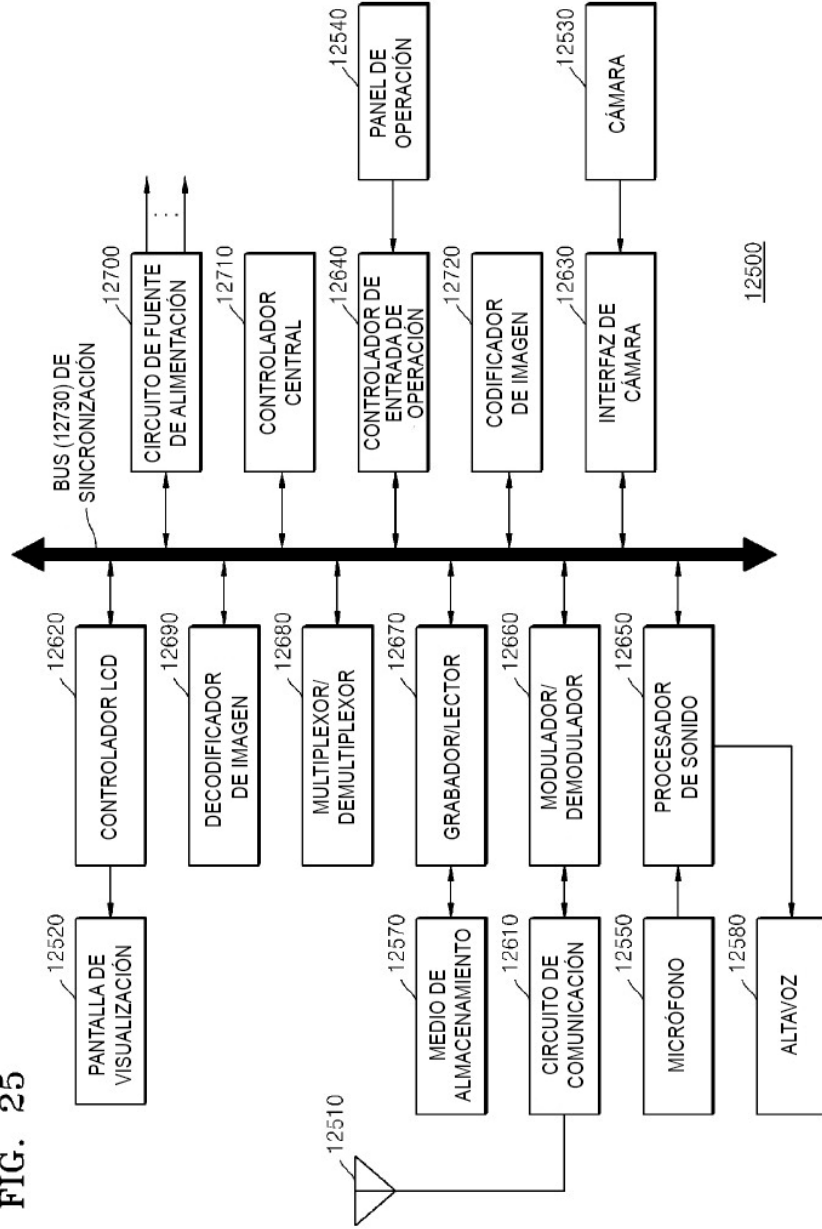 FIG. 25
12510
12520
PANTALLA DE
VISUALIZACIÓN
12620
CONTROLADOR LCD
12690
DECODIFICADOR
DE IMAGEN
12680
MULTIPLEXOR/
DEMULTIPLEXOR
12570
MEDIO DE
ALMACENAMIENTO
12670
GRABADOR/LECTOR
12610
CIRCUITO DE
COMUNICACIÓN
12660
MODULADOR/
DEMODULADOR
12550
MICRÓFONO
12650
PROCESADOR
DE SONIDO
12580
ALTAVOZ
BUS (12730) DE
SINCRONIZACIÓN
12700
CIRCUITO DE FUENTE
DE ALIMENTACIÓN
...
12710
CONTROLADOR
CENTRAL
12640
CONTROLADOR DE
ENTRADA DE
OPERACIÓN
12540
PANEL DE
OPERACIÓN
12720
CODIFICADOR
DE IMAGEN
12630
INTERFAZ DE
CÁMARA
12530
CÁMARA
12500